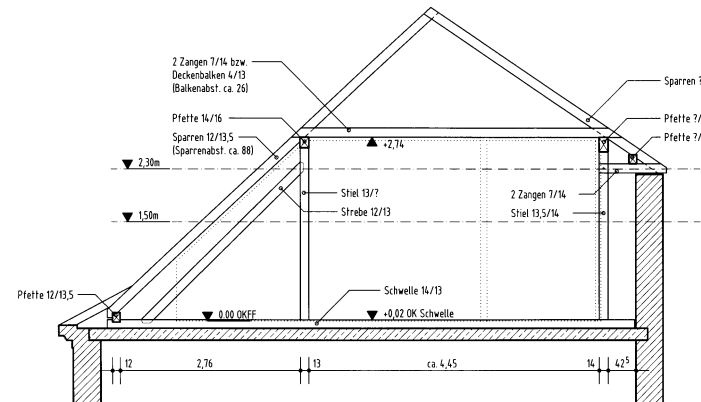 2 Zangen 7/14 bzw.
Deckenbalken 4/13
(Balkenabst. ca. 26)
Sparren ?
Pfette 14/16
Pfette ?/
Sparren 12/13,5
(Sparrenabst. ca. 88)
+2,74
Pfette ?/
2,30m
Stiel 13/?
2 Zangen 7/14
Strebe 12/13
Stiel 13,5/14
1,50m
Schwelle 14/13
Pfette 12/13,5
0.00 OKFF
+0,02 OK Schwelle
12 2,76 13 ca. 4,45 14 42⁵